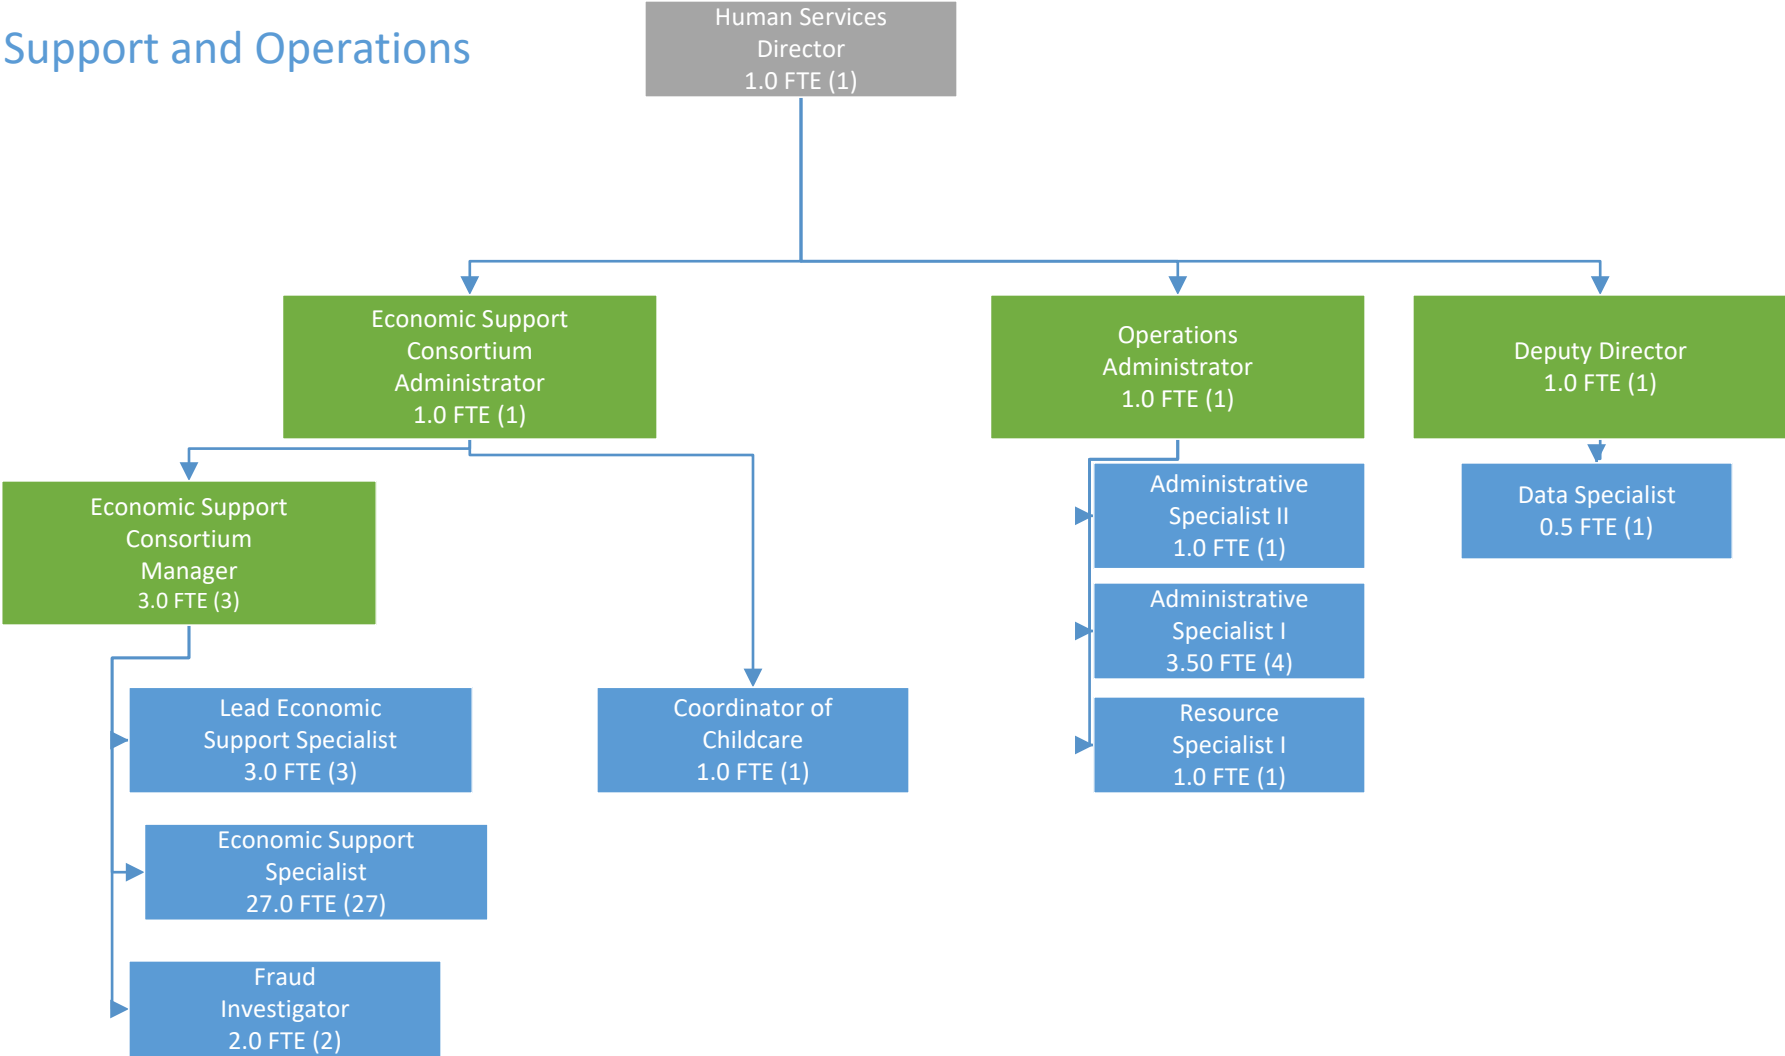 Support and Operations
Human Services
Director
1.0 FTE (1)
Economic Support
Consortium
Administrator
1.0 FTE (1)
Operations
Administrator
1.0 FTE (1)
Deputy Director
1.0 FTE (1)
Economic Support
Consortium
Manager
3.0 FTE (3)
Administrative
Specialist II
1.0 FTE (1)
Data Specialist
0.5 FTE (1)
Administrative
Specialist I
3.50 FTE (4)
Lead Economic
Support Specialist
3.0 FTE (3)
Coordinator of
Childcare
1.0 FTE (1)
Resource
Specialist I
1.0 FTE (1)
Economic Support
Specialist
27.0 FTE (27)
Fraud
Investigator
2.0 FTE (2)